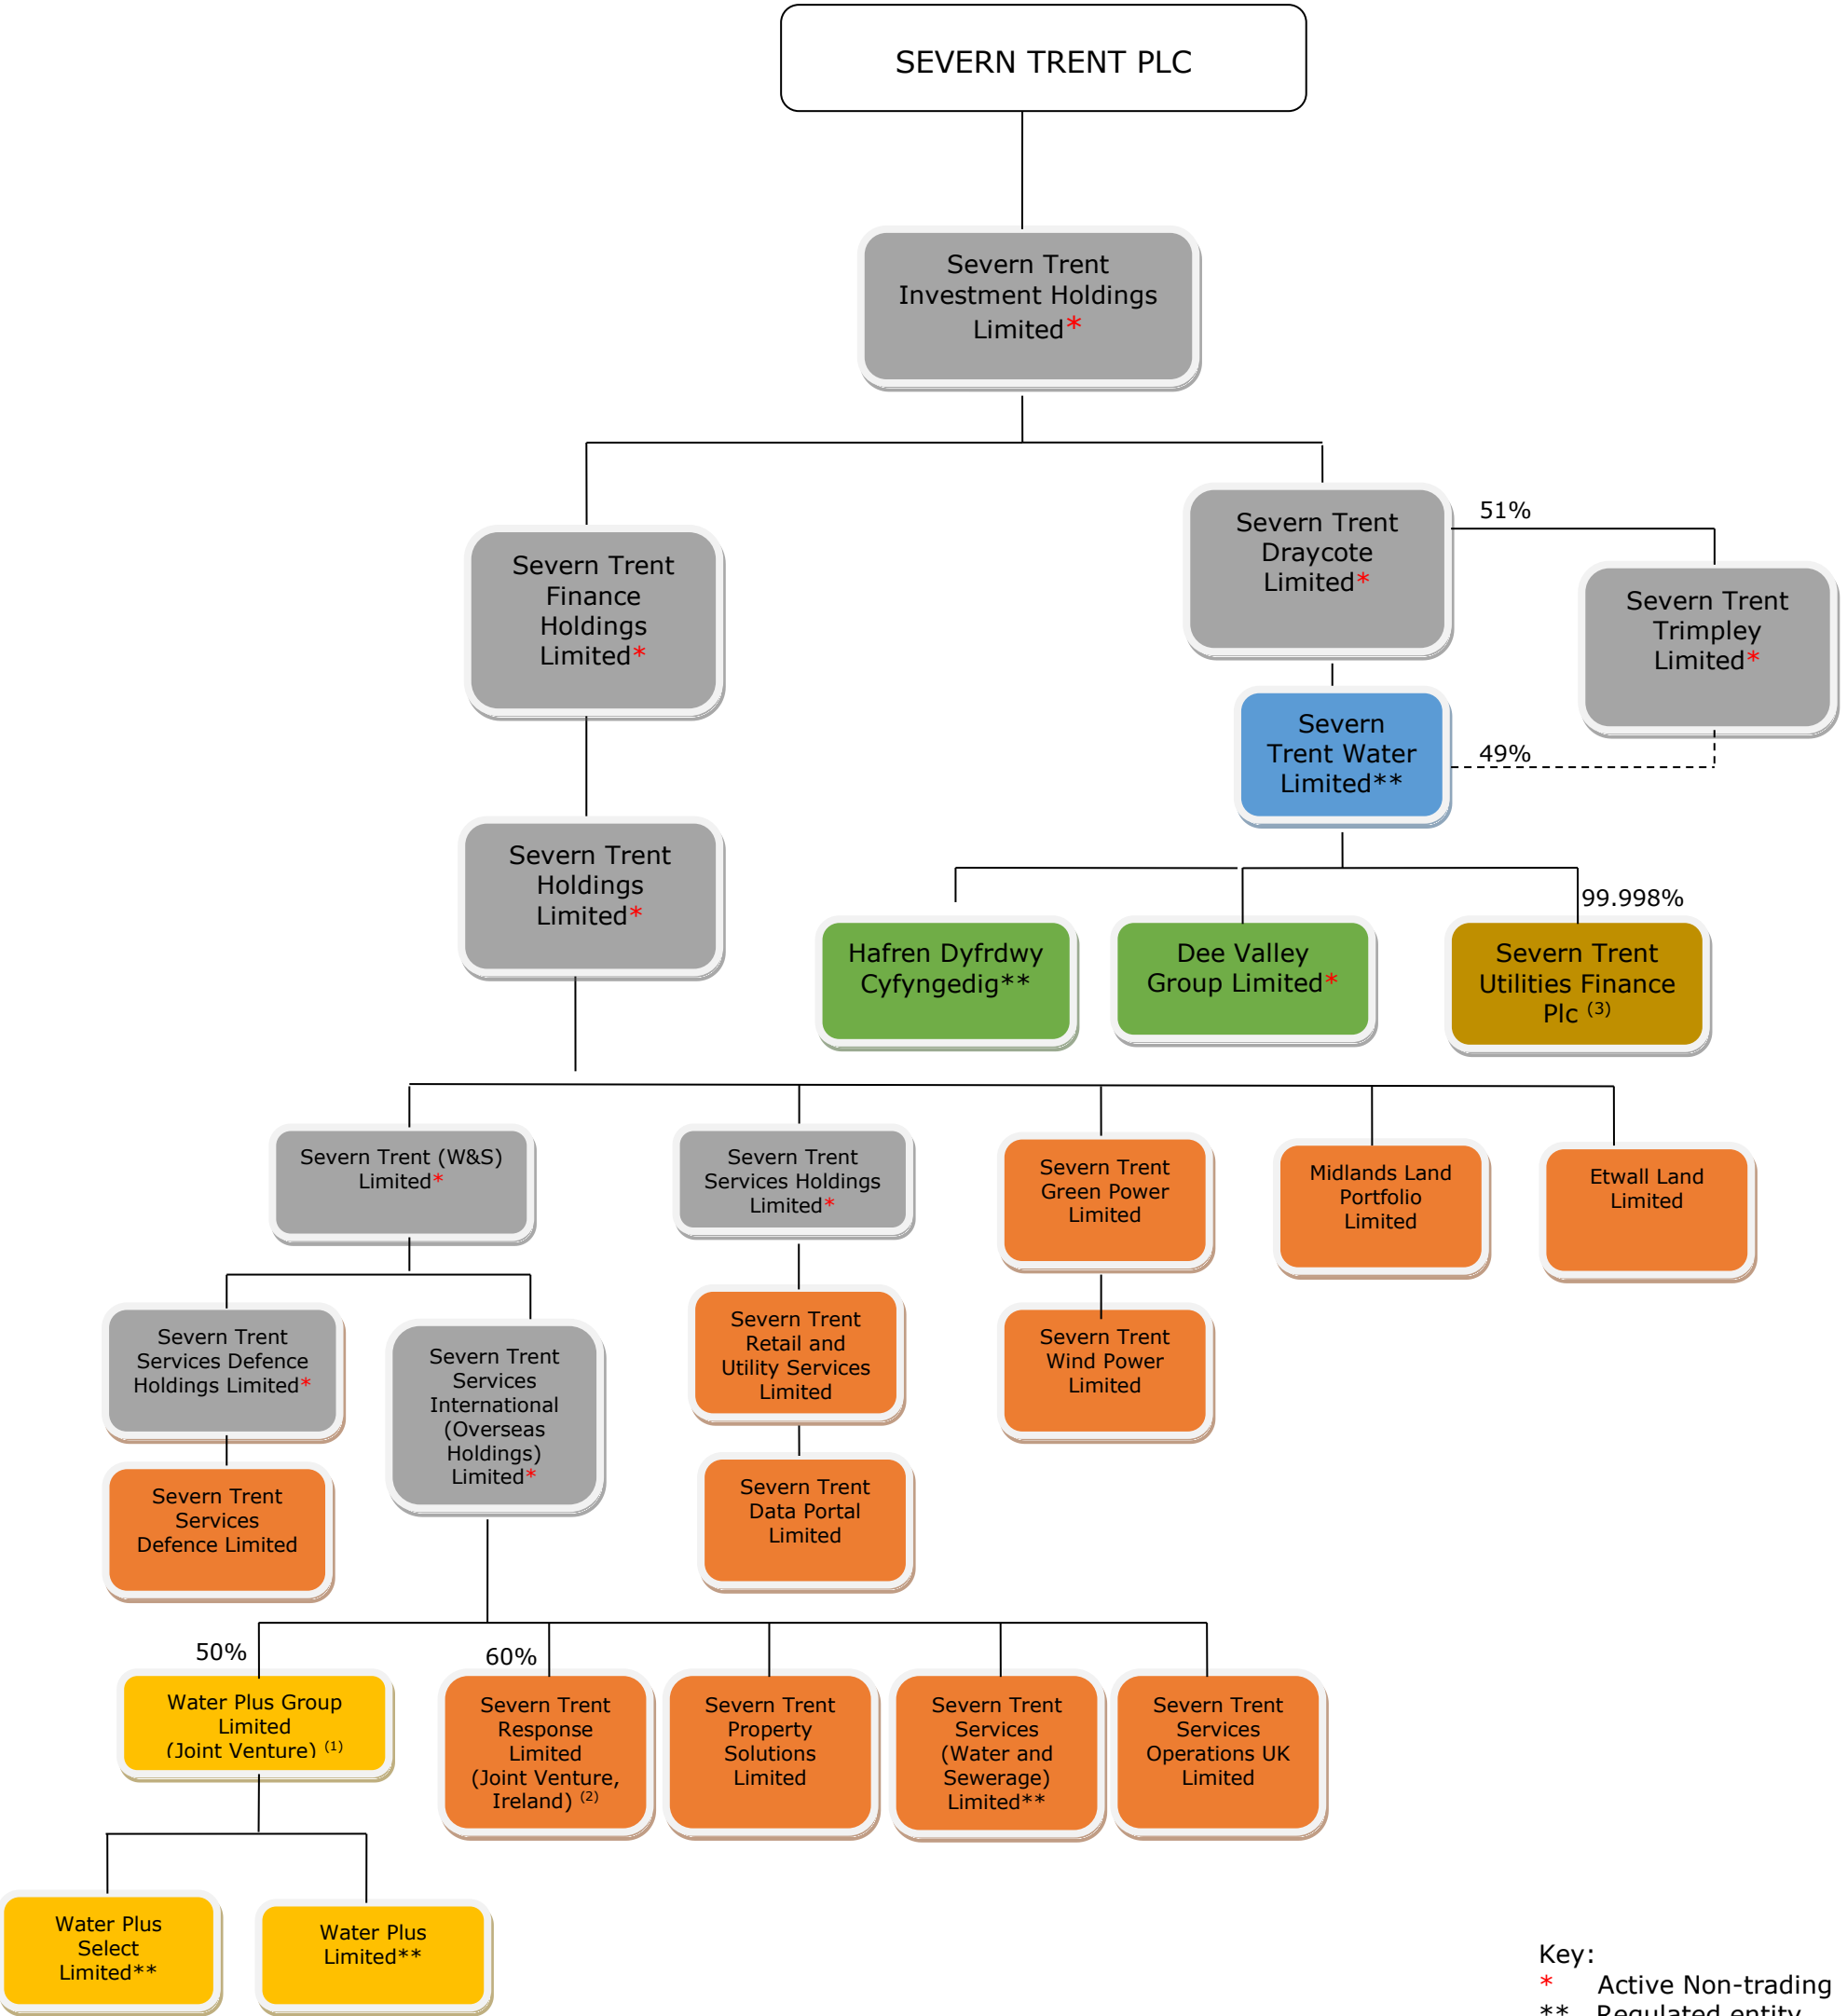 SEVERN TRENT PLC
Severn Trent
Investment Holdings
Limited*
Severn Trent
Finance
Holdings
Limited*
Severn Trent
Draycote
Limited*
51%
Severn Trent
Trimpley
Limited*
Severn
Trent Water
Limited**
49%
Severn Trent
Holdings
Limited*
99.998%
Hafren Dyfrdwy
Cyfyngedig**
Dee Valley
Group Limited*
Severn Trent
Utilities Finance
Plc (3)
Severn Trent (W&S)
Limited*
Severn Trent
Services Holdings
Limited*
Severn Trent
Green Power
Limited
Midlands Land
Portfolio
Limited
Etwall Land
Limited
Severn Trent
Services Defence
Holdings Limited*
Severn Trent
Services
International
(Overseas
Holdings)
Limited*
Severn Trent
Retail and
Utility Services
Limited
Severn Trent
Wind Power
Limited
Severn Trent
Services
Defence Limited
Severn Trent
Data Portal
Limited
50%
60%
Water Plus Group
Limited
(Joint Venture) (1)
Severn Trent
Response
Limited
(Joint Venture,
Ireland) (2)
Severn Trent
Property
Solutions
Limited
Severn Trent
Services
(Water and
Sewerage)
Limited**
Severn Trent
Services
Operations UK
Limited
Water Plus
Select
Limited**
Water Plus
Limited**
Key:
* Active Non-trading
** Regulated entity